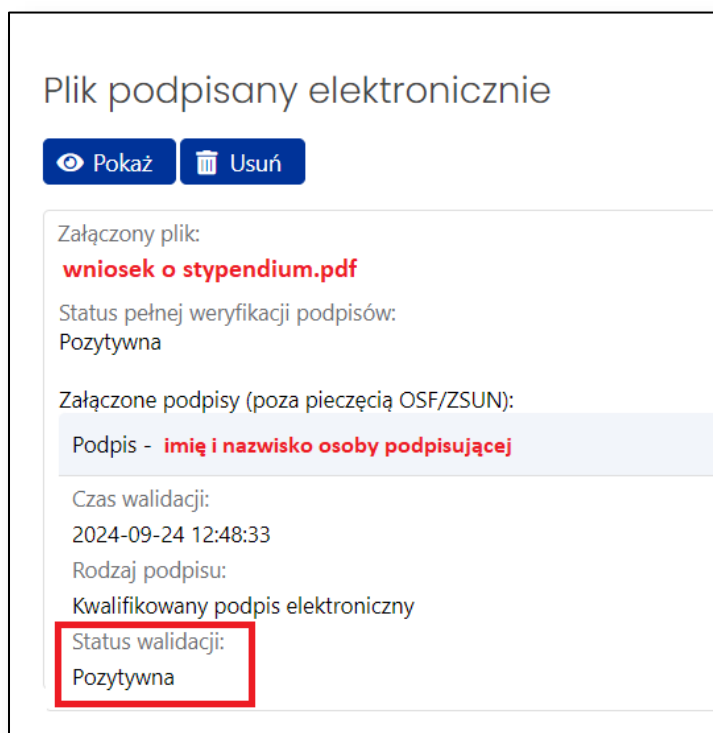 Plik podpisany elektronicznie
Pokaż Usuń
Załączony plik:
wniosek o stypendium.pdf
Status pełnej weryfikacji podpisów:
Pozytywna
Załączone podpisy (poza pieczęcią OSF/ZSUN):
Podpis - imię i nazwisko osoby podpisującej
Czas walidacji:
2024-09-24 12:48:33
Rodzaj podpisu:
Kwalifikowany podpis elektroniczny
Status walidacji:
Pozytywna